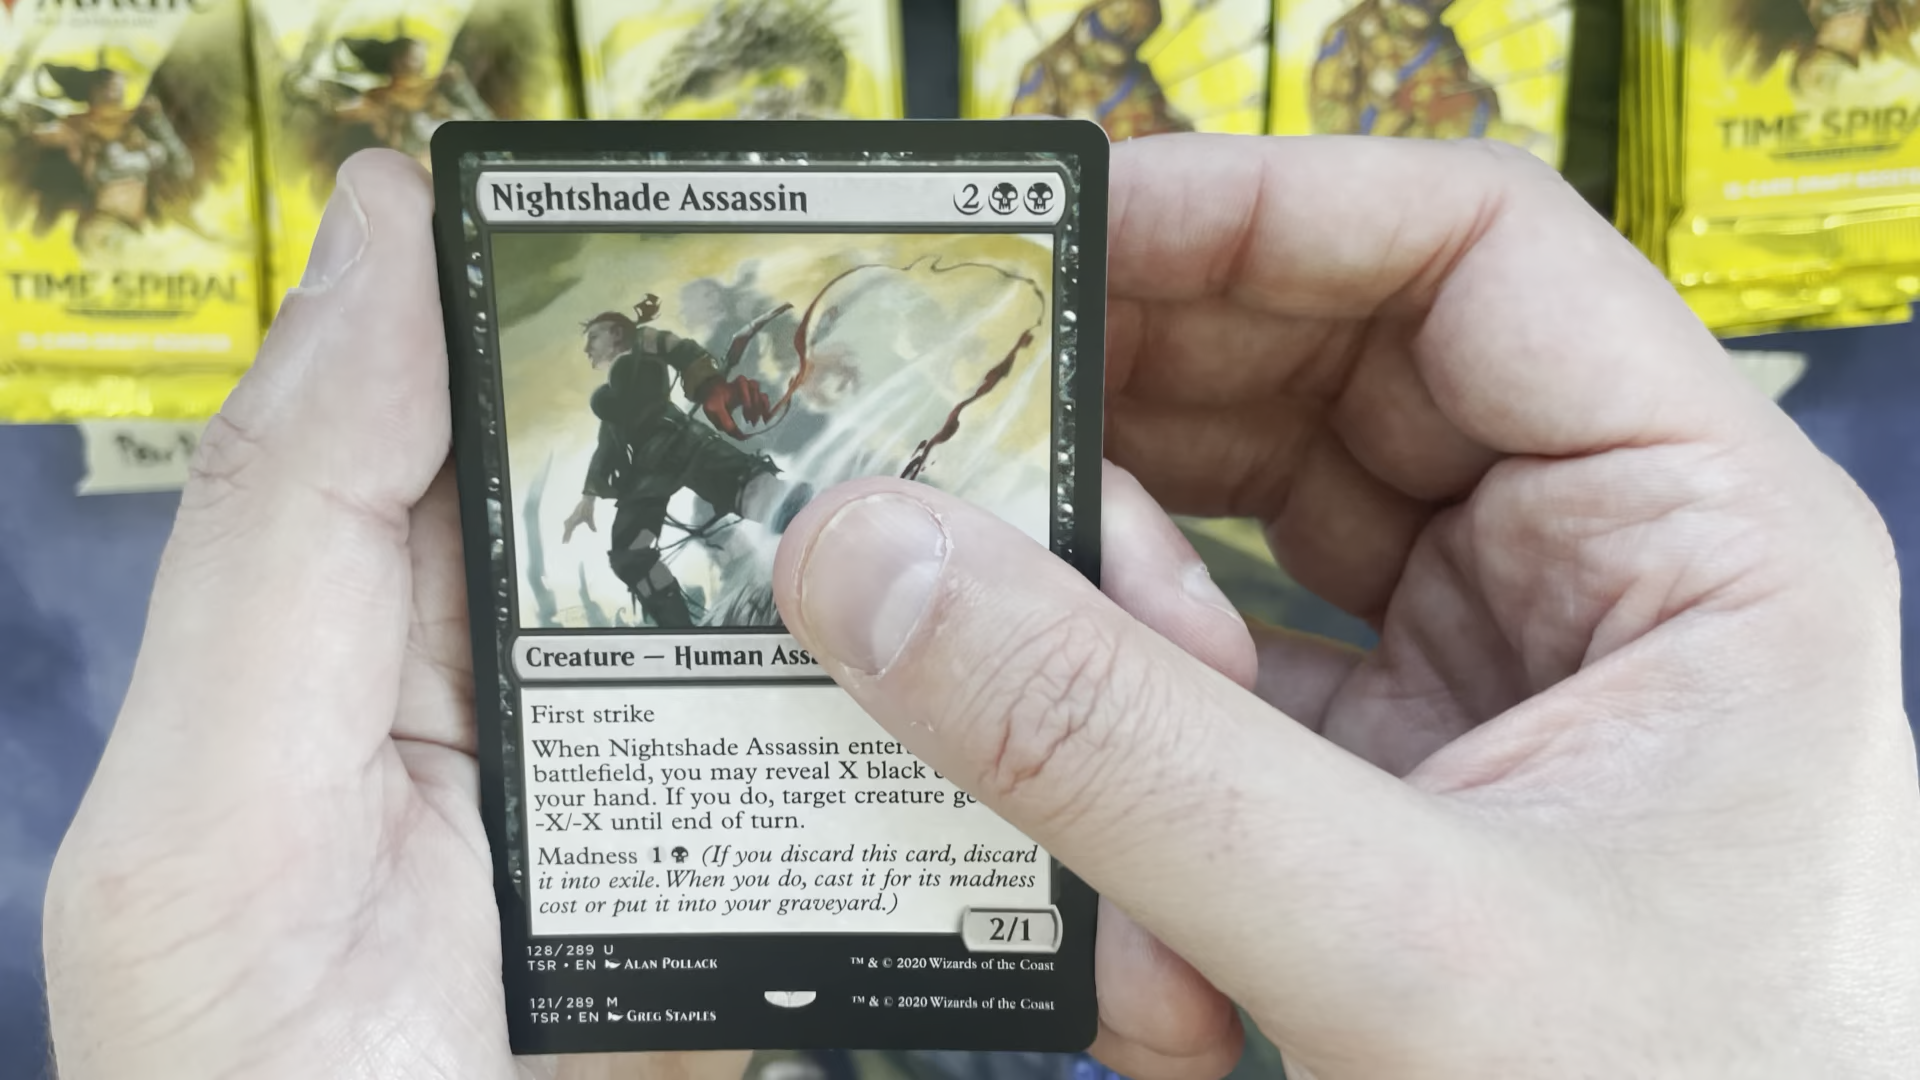 TIME SPIRAL
TIME SPIRA
Nightshade Assassin 2
Creature — Human Ass
First strike
When Nightshade Assassin enter
battlefield, you may reveal X black
your hand. If you do, target creature ge
-X/-X until end of turn.
Madness 1 (If you discard this card, discard
it into exile. When you do, cast it for its madness
cost or put it into your graveyard.)
2/1
128/289 U
TSR • EN ALAN POLLACK ™ & © 2020 Wizards of the Coast
121/289 M
TSR • EN GREG STAPLES ™ & © 2020 Wizards of the Coast